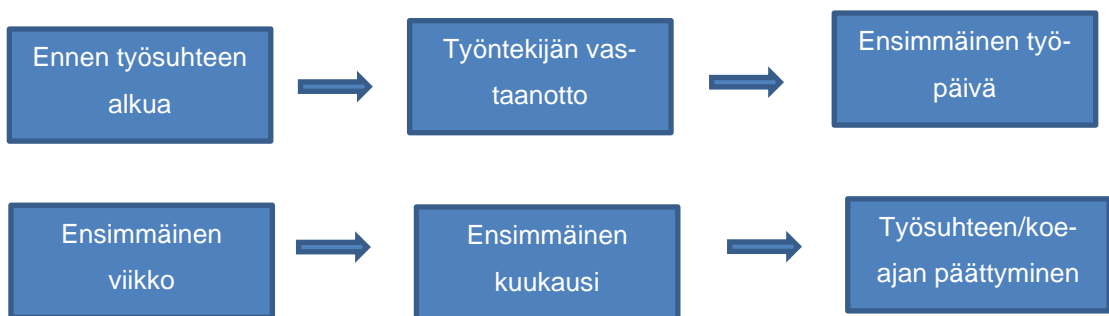 Ennen työsuhteen
alkua
Työntekijän vas-
taanotto
Ensimmäinen työ-
päivä
Ensimmäinen
viikko
Ensimmäinen
kuukausi
Työsuhteen/koe-
ajan päättyminen